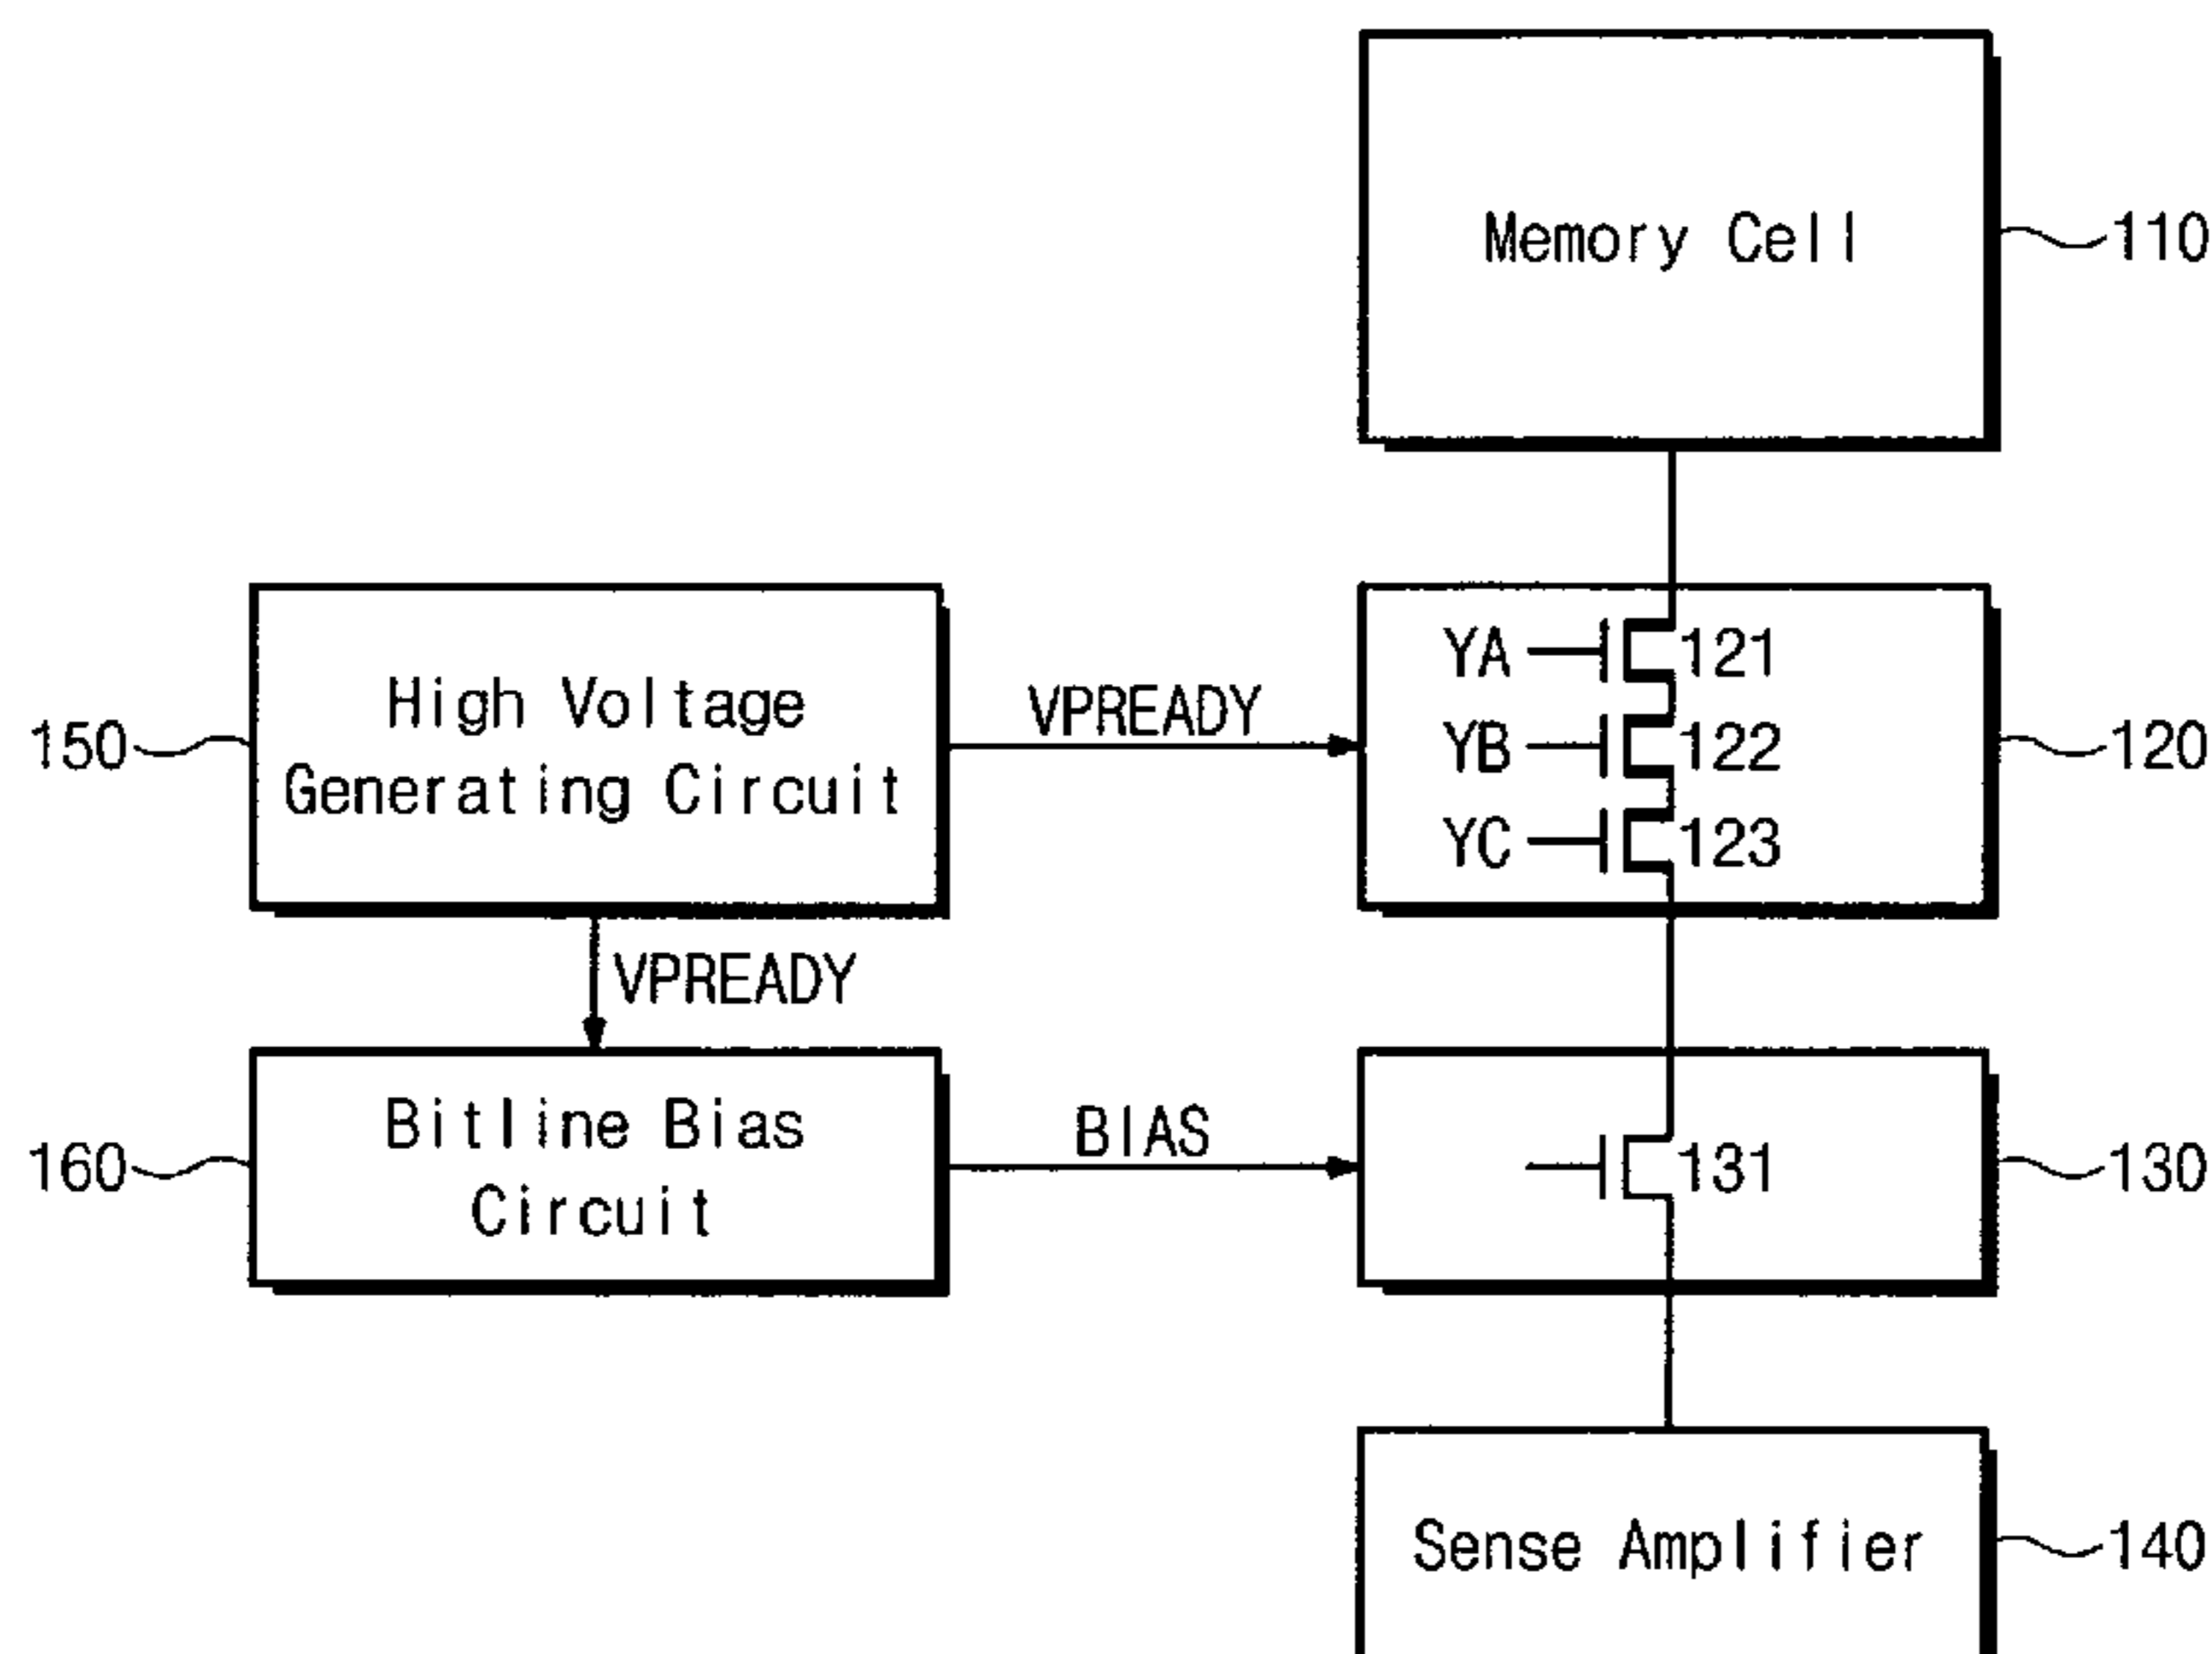 Memory Cell
110
High Voltage
Generating Circuit
150
VPREADY
YA
121
YB
122
YC
123
120
VPREADY
Bitline Bias
Circuit
160
BIAS
131
130
Sense Amplifier
140